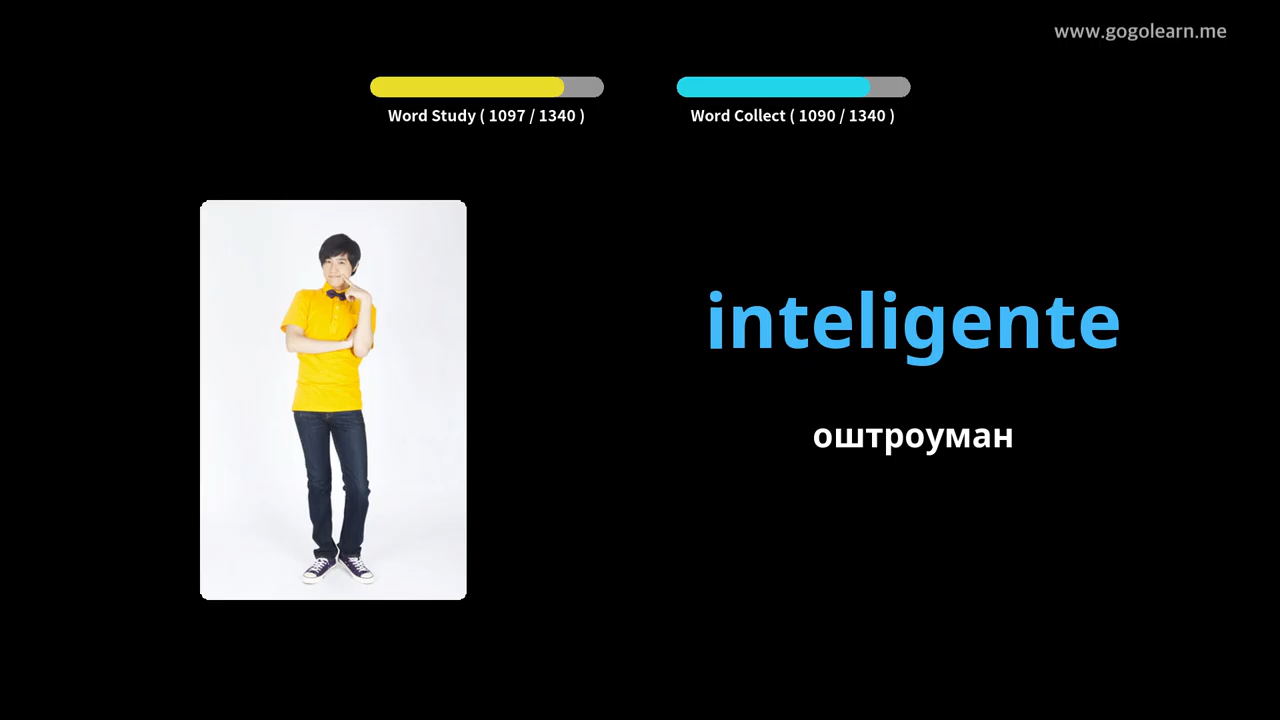 www.gogolearn.me
Word Study ( 1097 / 1340 )
Word Collect ( 1090 / 1340 )
inteligente
оштроуман